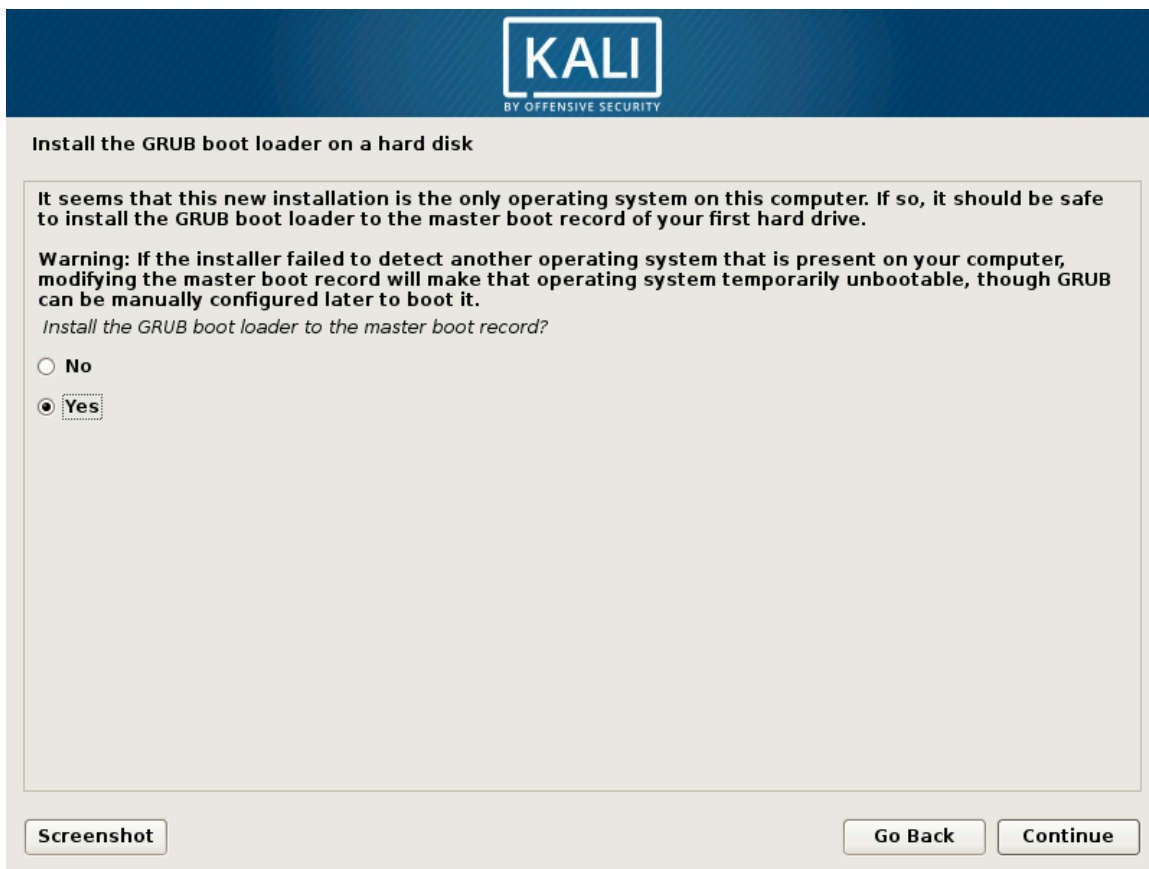 KALI
BY OFFENSIVE SECURITY
Install the GRUB boot loader on a hard disk
It seems that this new installation is the only operating system on this computer. If so, it should be safe
to install the GRUB boot loader to the master boot record of your first hard drive.
Warning: If the installer failed to detect another operating system that is present on your computer,
modifying the master boot record will make that operating system temporarily unbootable, though GRUB
can be manually configured later to boot it.
Install the GRUB boot loader to the master boot record?
No
Yes
Screenshot
Go Back
Continue